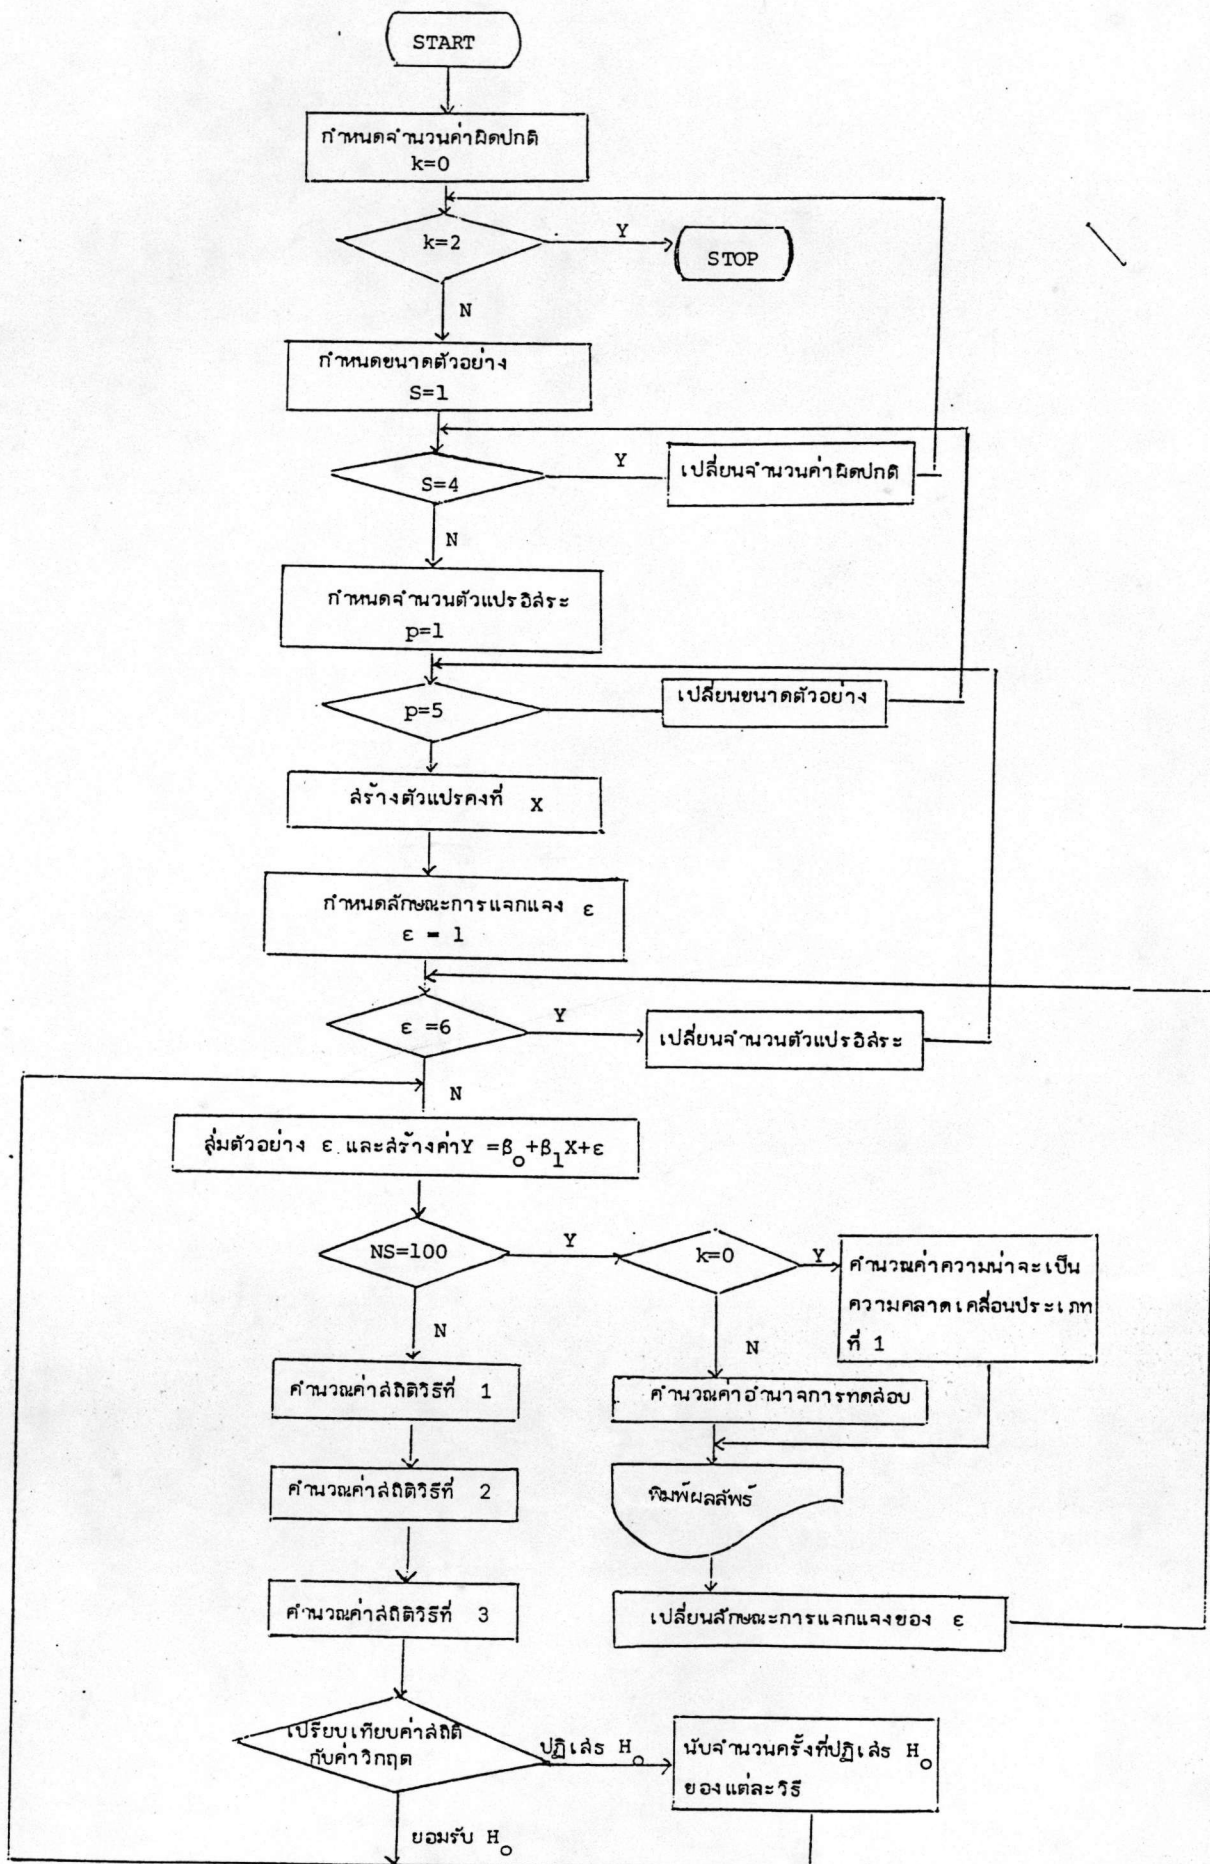 START
กำหนดจำนวนค่าผิดปกติ
k=0
k=2
Y
STOP
N
กำหนดขนาดตัวอย่าง
S=1
S=4
Y
เปลี่ยนจำนวนค่าผิดปกติ
N
กำหนดจำนวนตัวแปรอิสระ
p=1
p=5
เปลี่ยนขนาดตัวอย่าง
สร้างตัวแปรคงที่ X
กำหนดลักษณะการแจกแจง ε
ε = 1
ε =6
Y
เปลี่ยนจำนวนตัวแปรอิสระ
N
สุ่มตัวอย่าง ε และสร้างค่าY =β₀+β₁X+ε
NS=100
Y
k=0
Y
คำนวณค่าความน่าจะเป็น
ความคลาดเคลื่อนประเภท
ที่ 1
N
N
คำนวณค่าสถิติวิธีที่ 1
คำนวณค่าอำนาจการทดสอบ
คำนวณค่าสถิติวิธีที่ 2
พิมพ์ผลลัพธ์
คำนวณค่าสถิติวิธีที่ 3
เปลี่ยนลักษณะการแจกแจงของ ε
เปรียบเทียบค่าสถิติ
กับค่าวิกฤต
ปฏิเสธ H₀
นับจำนวนครั้งที่ปฏิเสธ H₀
ของแต่ละวิธี
ยอมรับ H₀